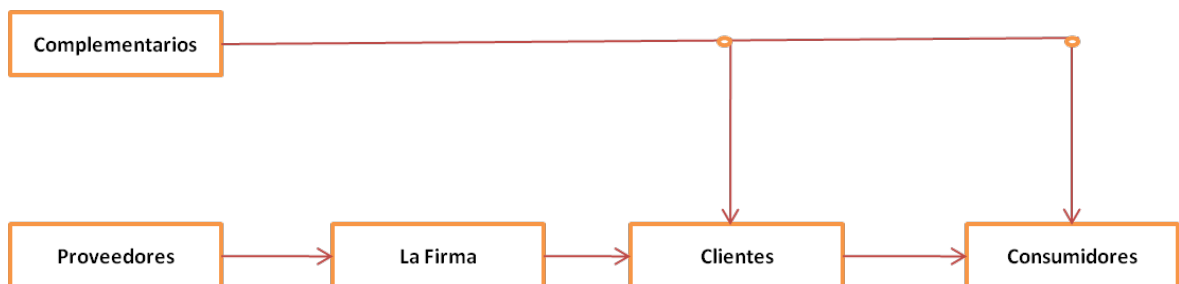 Complementarios
Proveedores
La Firma
Clientes
Consumidores